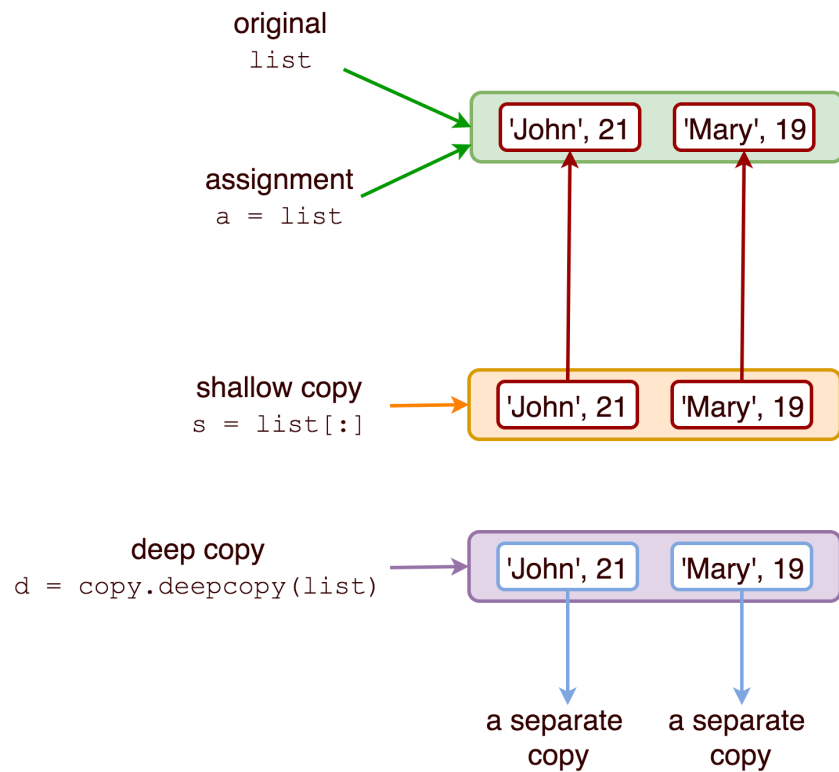 original
list
'John', 21 'Mary', 19
assignment
a = list
shallow copy
s = list[:]
'John', 21 'Mary', 19
deep copy
d = copy.deepcopy(list)
'John', 21 'Mary', 19
a separate
copy
a separate
copy